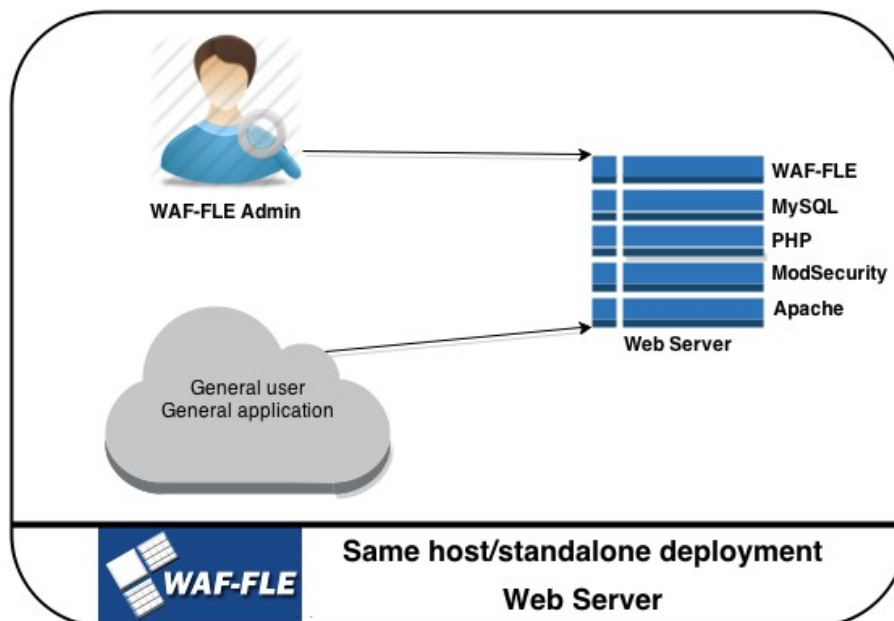 WAF-FLE Admin
WAF-FLE
MySQL
PHP
ModSecurity
Apache
Web Server
General user
General application
WAF-FLE
Same host/standalone deployment
Web Server